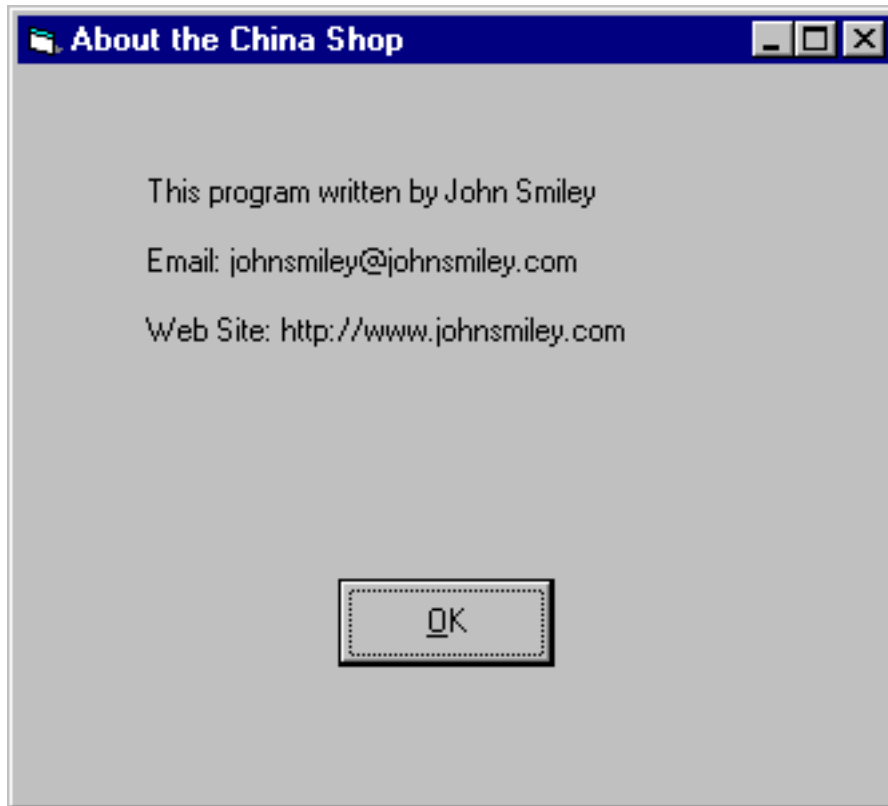 About the China Shop
This program written by John Smiley
Email: johnsmiley@johnsmiley.com
Web Site: http://www.johnsmiley.com
OK